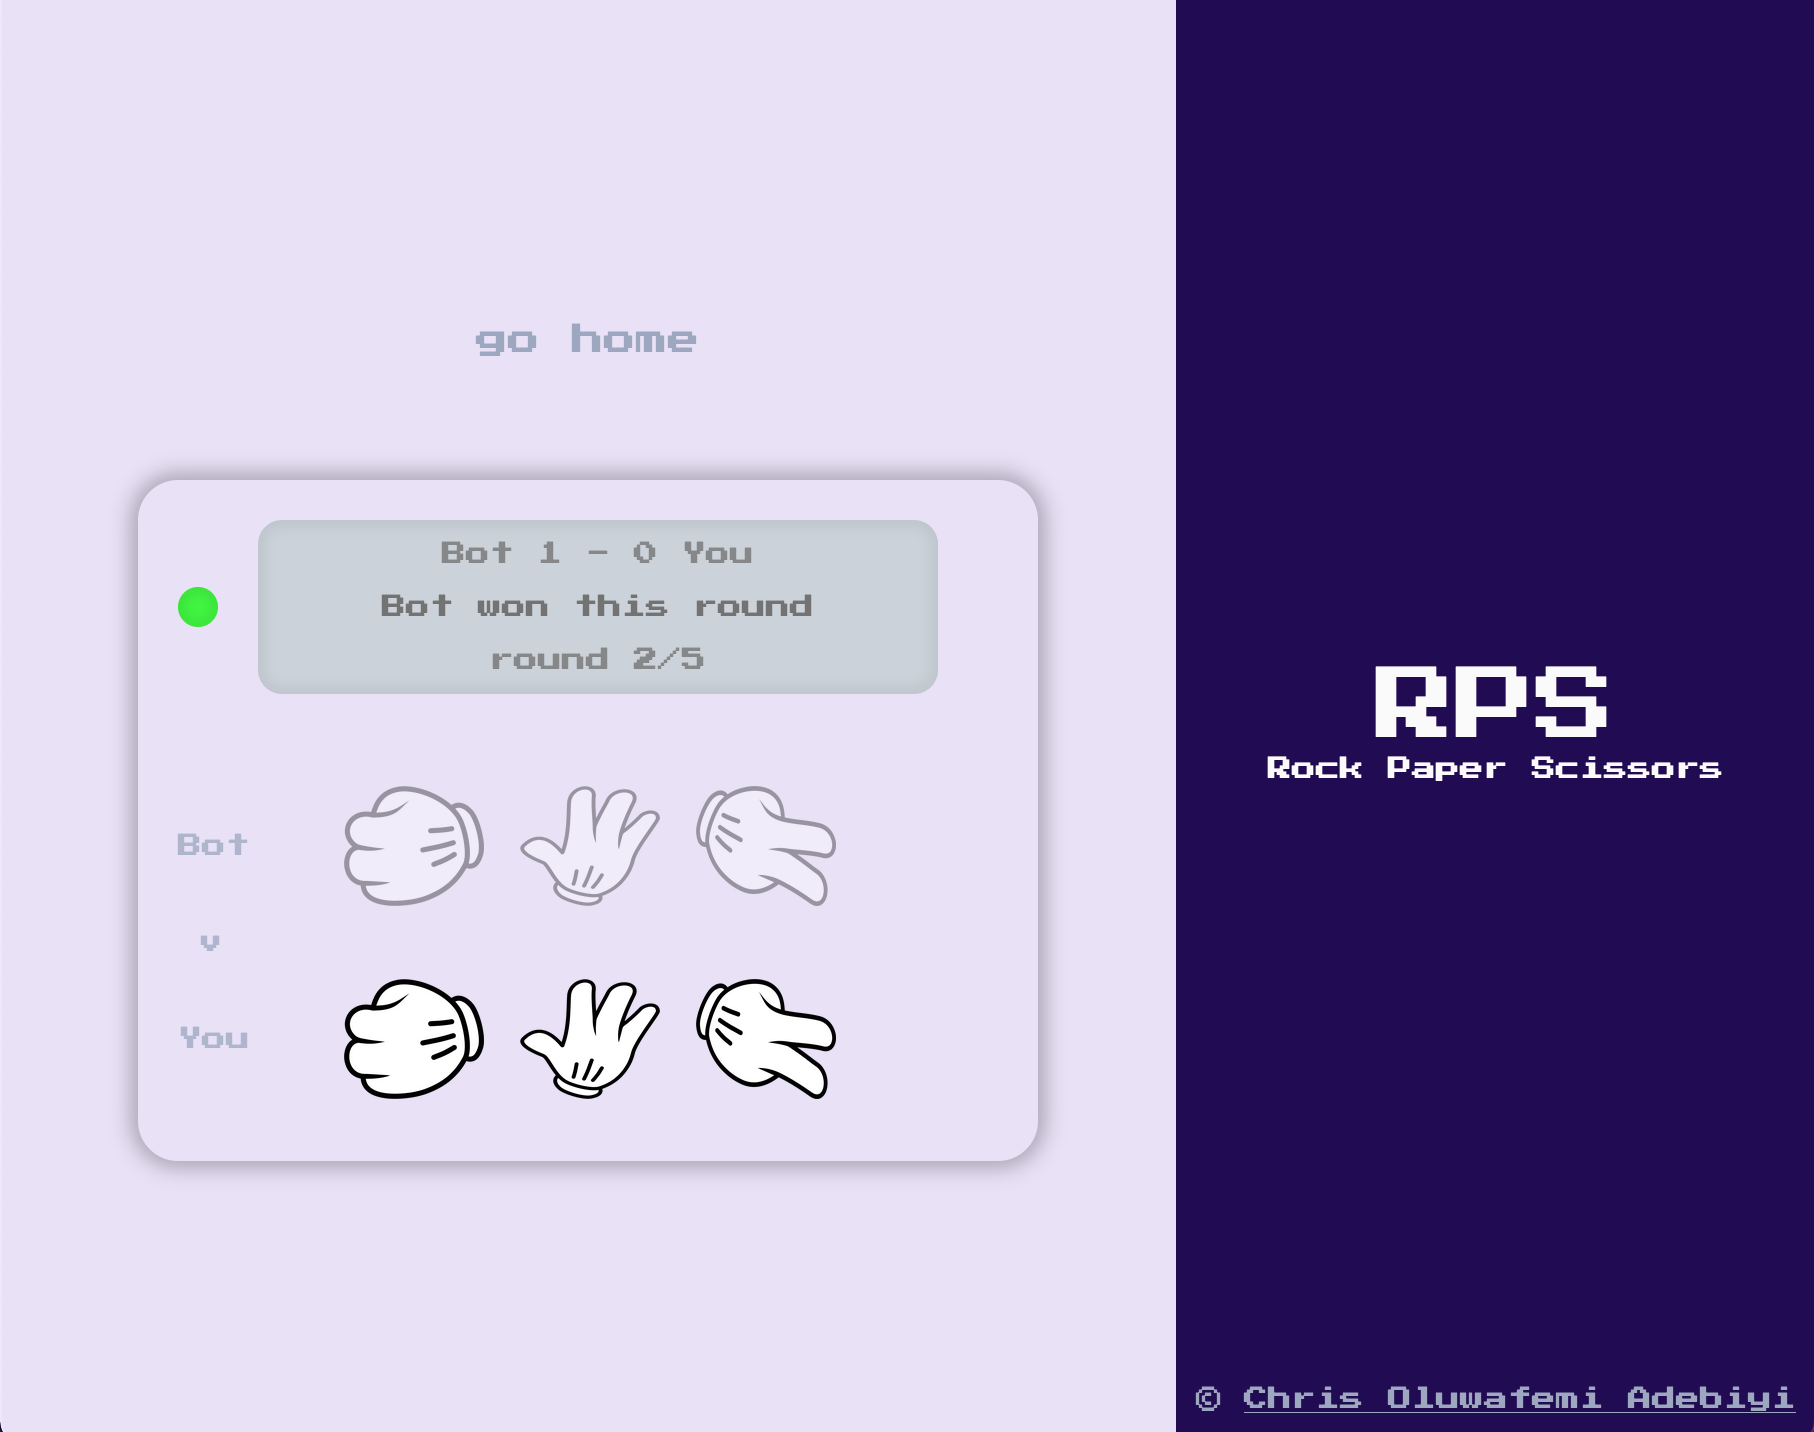 go home
Bot 1 - 0 You
Bot won this round
round 2/5
Bot
v
You
RPS
Rock Paper Scissors
© Chris Oluwafemi Adebiyi